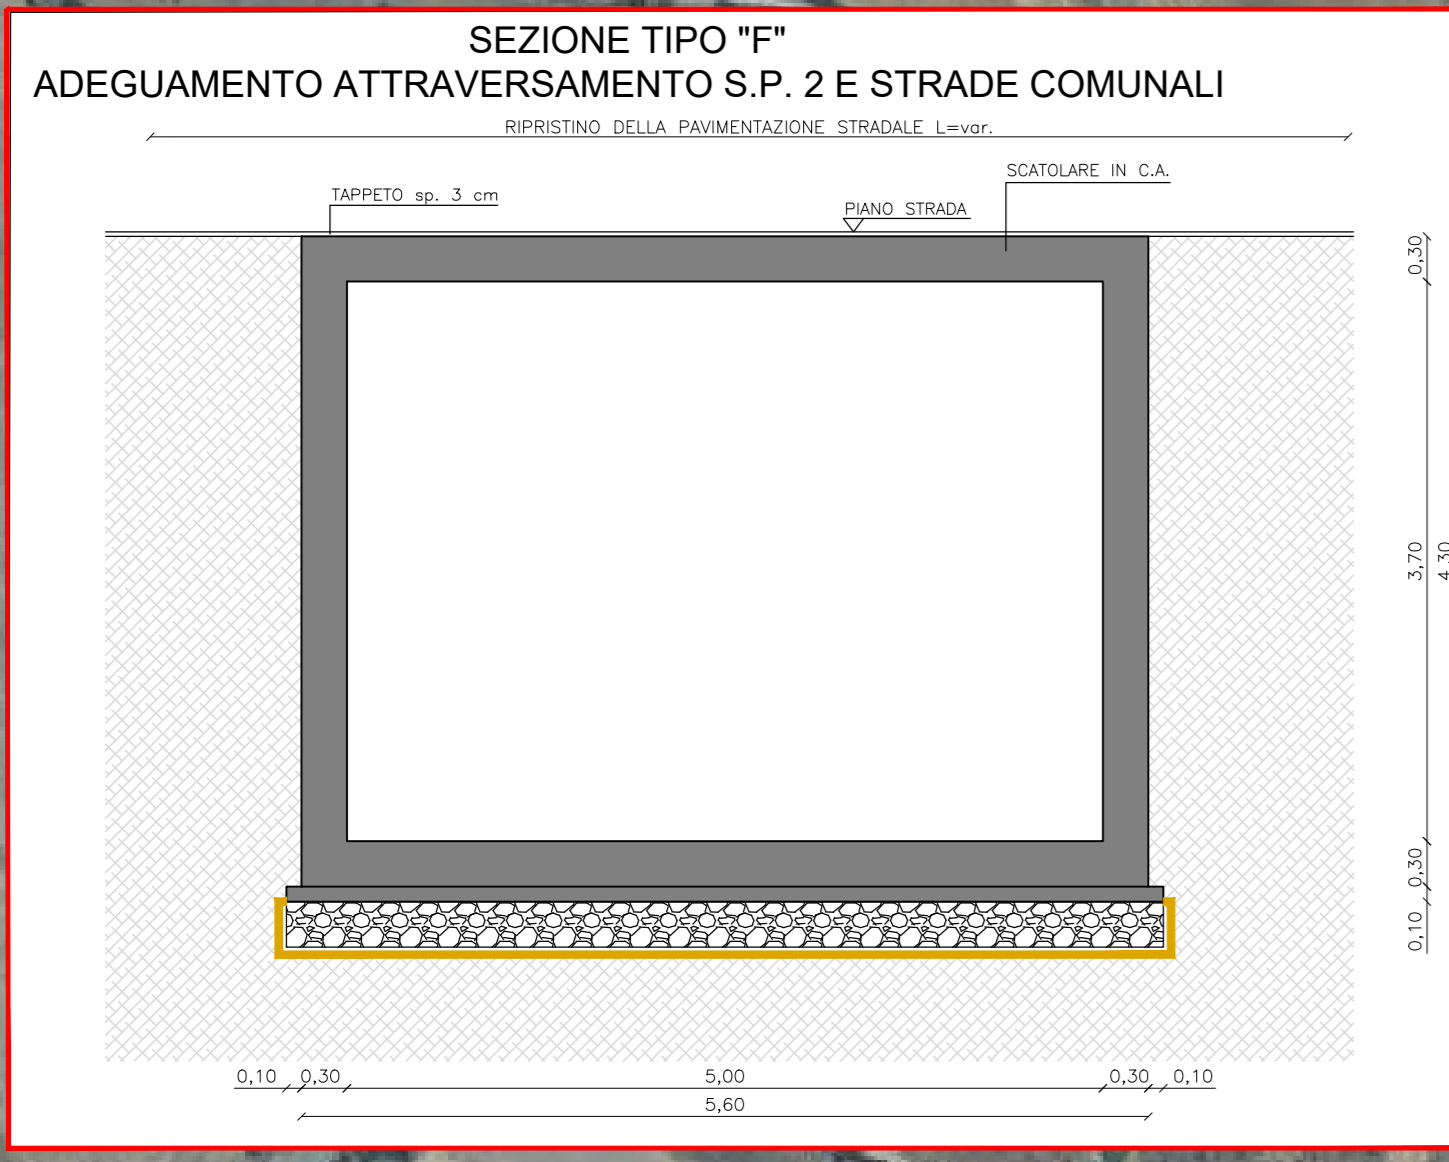 SEZIONE TIPO "F"
ADEGUAMENTO ATTRAVERSAMENTO S.P. 2 E STRADE COMUNALI
RIPRISTINO DELLA PAVIMENTAZIONE STRADALE L=var.
SCATOLARE IN C.A.
TAPPETO sp. 3 cm
PIANO STRADA
0,30
3,70
4,30
0,30
0,10
0,10
0,30
5,00
0,30
0,10
5,60